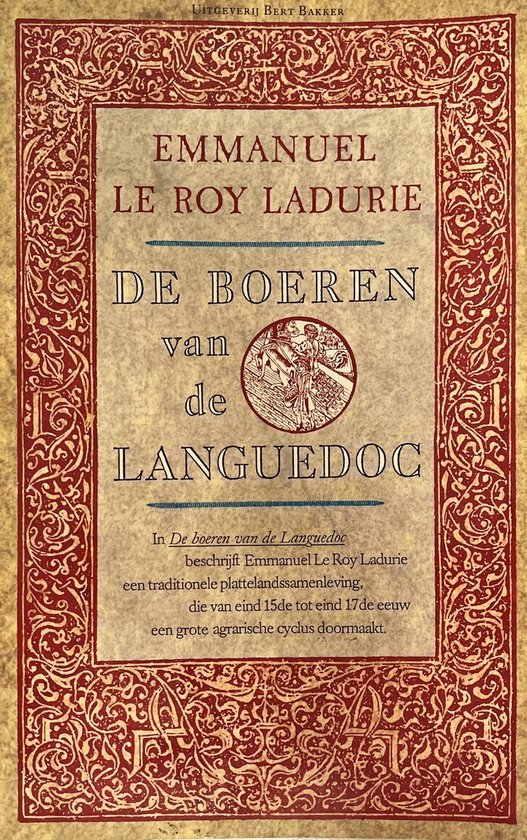 UITGEVERIJ BERT BAKKER
EMMANUEL
LE ROY LADURIE
DE BOEREN
van
de
LANGUEDOC
In De boeren van de Languedoc
beschrijft Emmanuel Le Roy Ladurie
een traditionele plattelandssamenleving,
die van eind 15de tot eind 17de eeuw
een grote agrarische cyclus doormaakt.